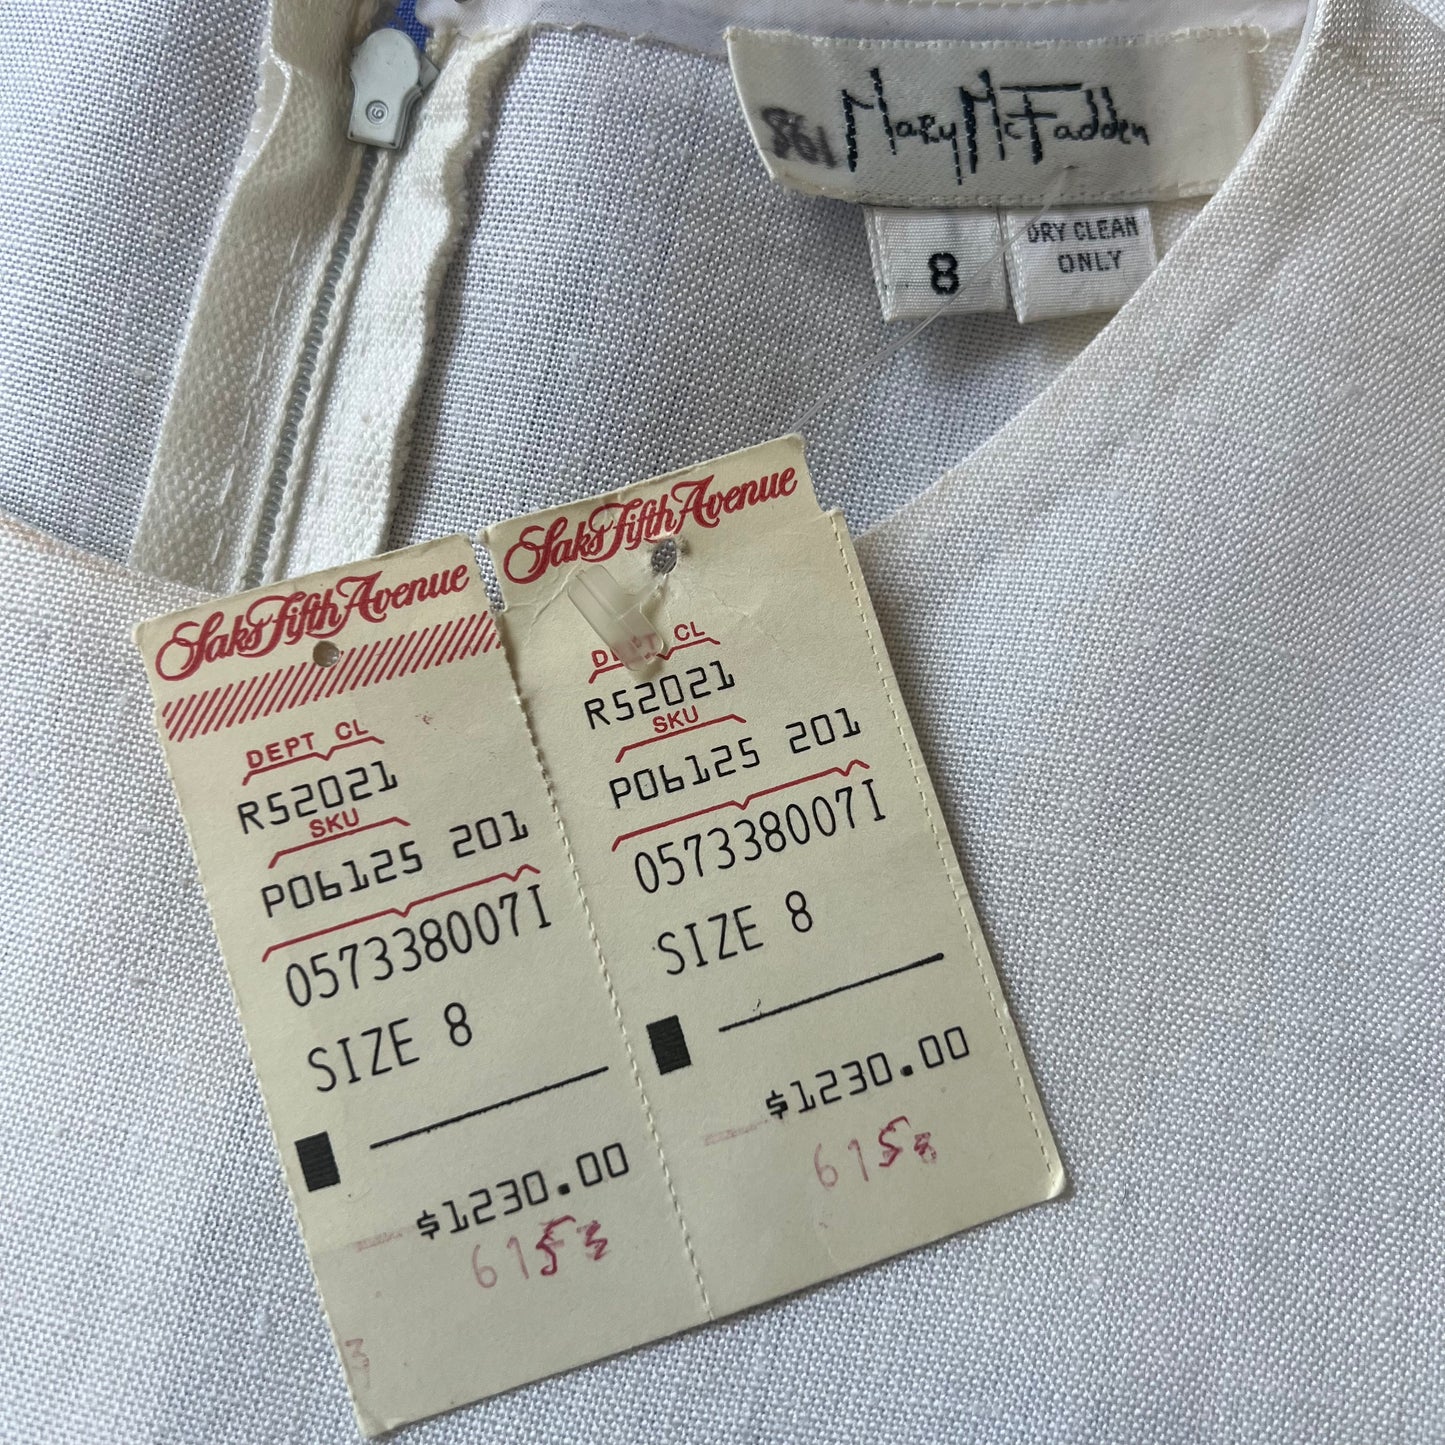 861 Mary McFadden
8
DRY CLEAN
ONLY
Saks Fifth Avenue
DEPT CL
R52021
SKU
P06125 201
057338007I
SIZE 8
$1230.00
615
3
Saks Fifth Avenue
DEPT CL
R52021
SKU
P06125 201
057338007I
SIZE 8
$1230.00
615